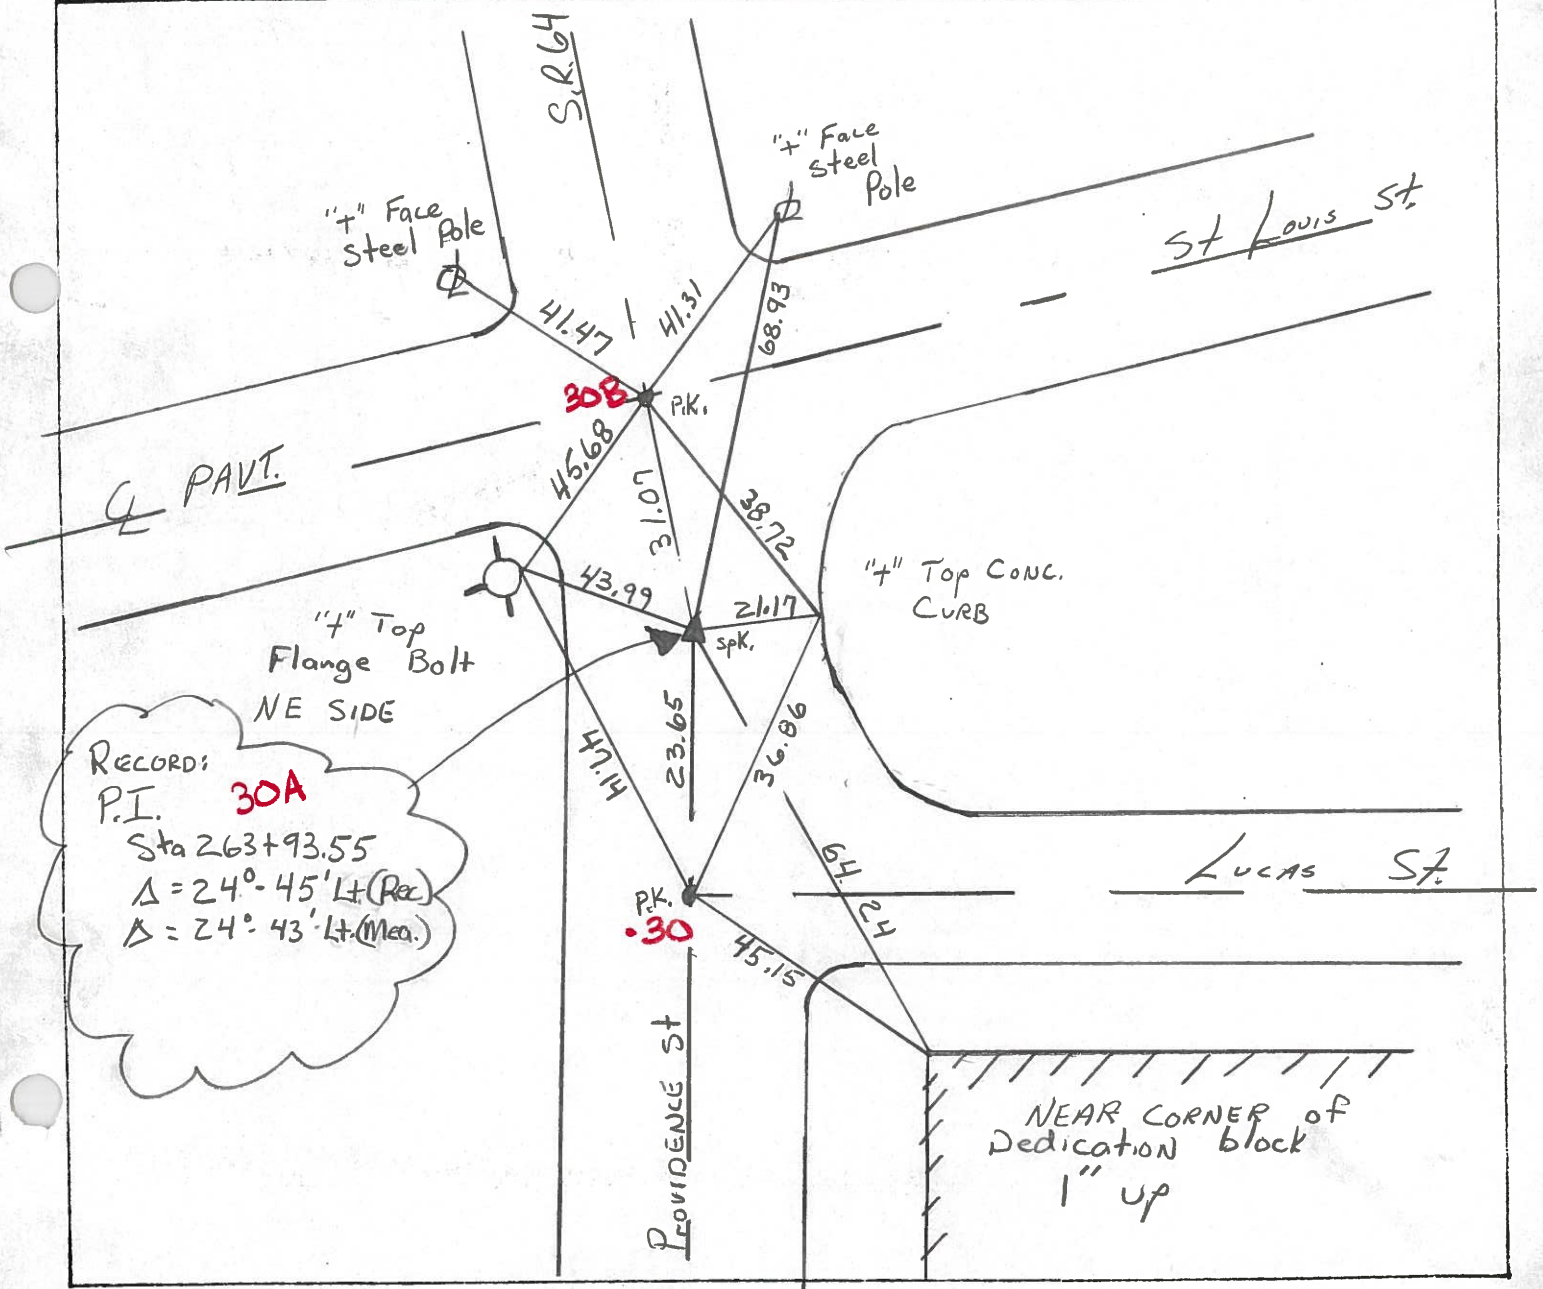 S.R. 64
"+" Face
steel
Pole
"+" Face
steel Pole
St Louis St.
41.47
41.31
68.93
30B
P.K.
45.68
31.07
38.72
℄ PAVT.
43.99
21.17
spk.
"+" Top Conc.
CURB
"+" Top
Flange Bolt
NE SIDE
23.65
47.14
36.86
RECORD:
P.I.
30A
Sta 263+93.55
Δ = 24°- 45' Lt.(Rec)
Δ = 24°- 43' Lt.(Mea.)
64.24
Lucas St.
P.K.
.30
45.15
Providence St
NEAR CORNER of
Dedication block
1" up